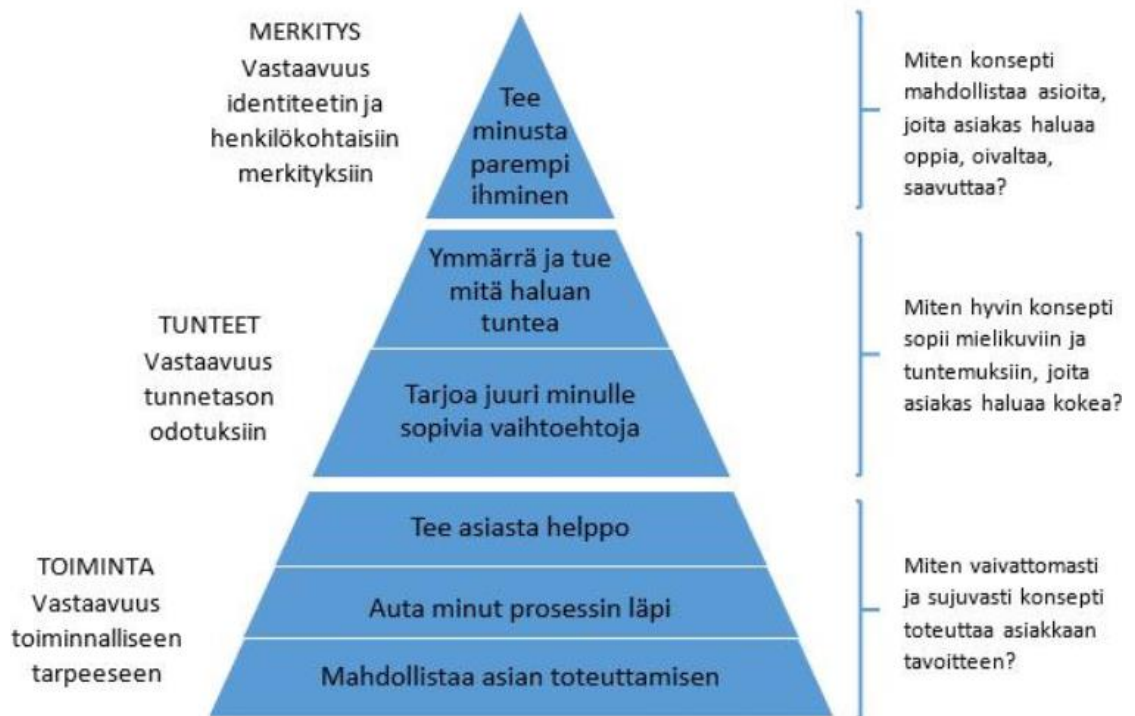 MERKITYS
Vastaavuus
identiteetin ja
henkilökohtaisiin
merkityksiin
Tee
minusta
parempi
ihminen
Miten konsepti
mahdollistaa asioita,
joita asiakas haluaa
oppia, oivaltaa,
saavuttaa?
TUNTEET
Vastaavuus
tunnetason
odotuksiin
Ymmärrä ja tue
mitä haluan
tuntea
Tarjoa juuri minulle
sopivia vaihtoehtoja
Miten hyvin konsepti
sopii mielikuviin ja
tuntemuksiin, joita
asiakas haluaa kokea?
TOIMINTA
Vastaavuus
toiminnalliseen
tarpeeseen
Tee asiasta helppo
Auta minut prosessin läpi
Mahdollistaa asian toteuttamisen
Miten vaivattomasti
ja sujuvasti konsepti
toteuttaa asiakkaan
tavoitteen?